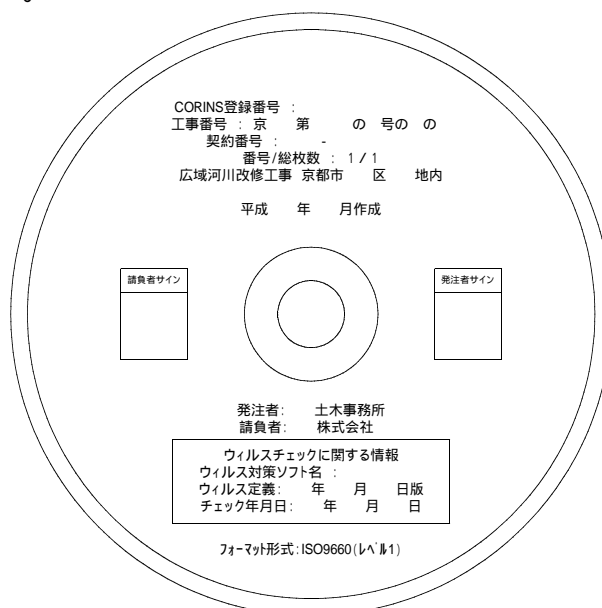 CORINS登録番号 :
工事番号 : 京 第 の 号の の
契約番号 : -
番号/総枚数 : 1 / 1
広域河川改修工事 京都市 区 地内
平成 年 月作成
請負者サイン
発注者サイン
発注者: 土木事務所
請負者: 株式会社
ウィルスチェックに関する情報
ウィルス対策ソフト名 :
ウィルス定義: 年 月 日版
チェック年月日: 年 月 日
フォーマット形式:ISO9660(レベル1)